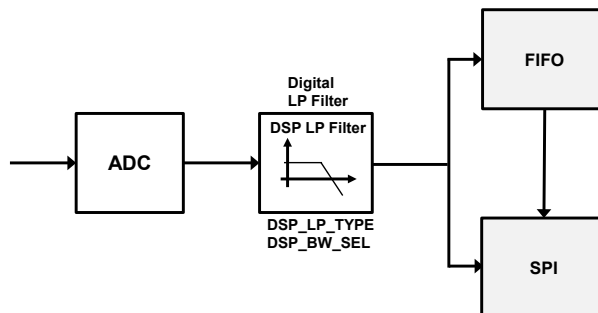 FIFO
Digital
LP Filter
DSP LP Filter
ADC
DSP_LP_TYPE
DSP_BW_SEL
SPI